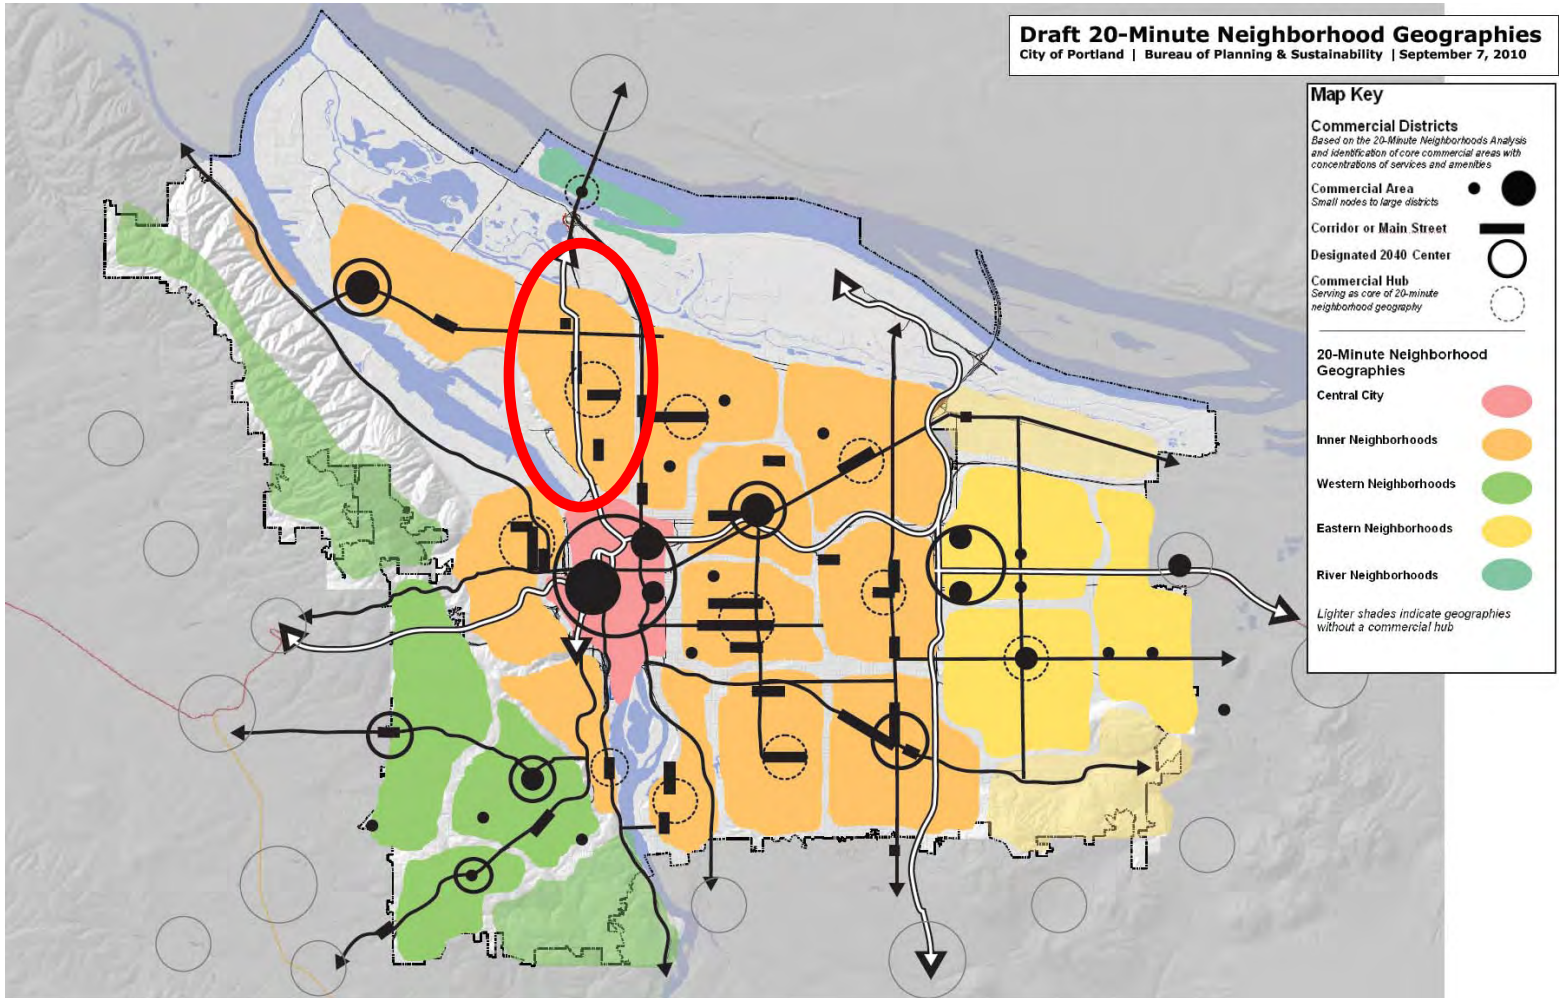 Draft 20-Minute Neighborhood Geographies
City of Portland | Bureau of Planning & Sustainability | September 7, 2010
Map Key
Commercial Districts
Based on the 20-Minute Neighborhoods Analysis
and identification of core commercial areas with
concentrations of services and amenities
Commercial Area
Small nodes to large districts
Corridor or Main Street
Designated 2040 Center
Commercial Hub
Serving as core of 20-minute
neighborhood geography
20-Minute Neighborhood
Geographies
Central City
Inner Neighborhoods
Western Neighborhoods
Eastern Neighborhoods
River Neighborhoods
Lighter shades indicate geographies
without a commercial hub